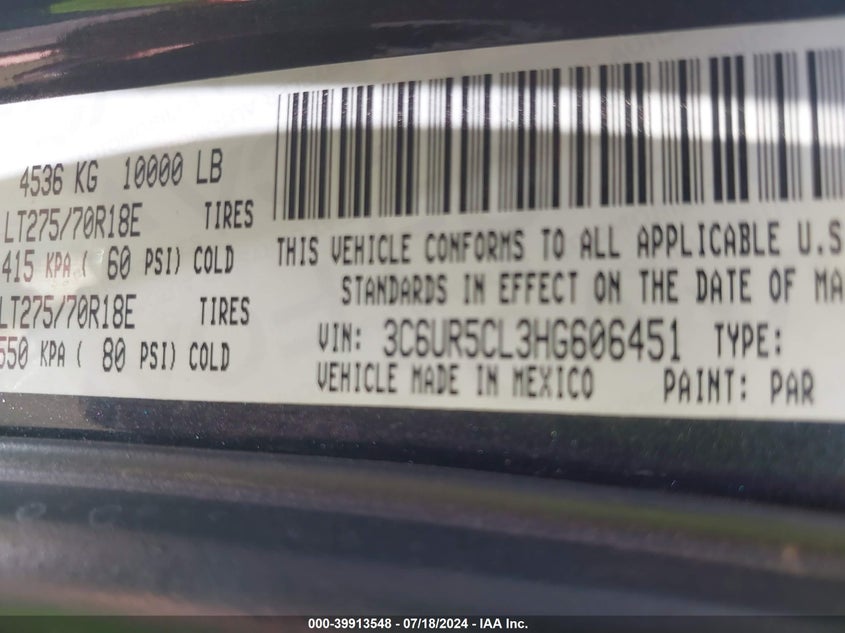 4536 KG 10000 LB
LT275/70R18E TIRES
415 KPA ( 60 PSI) COLD
LT275/70R18E TIRES
550 KPA ( 80 PSI) COLD
THIS VEHICLE CONFORMS TO ALL APPLICABLE U.S
STANDARDS IN EFFECT ON THE DATE OF MA
VIN: 3C6UR5CL3HG606451 TYPE:
VEHICLE MADE IN MEXICO PAINT: PAR
000-39913548 - 07/18/2024 - IAA Inc.